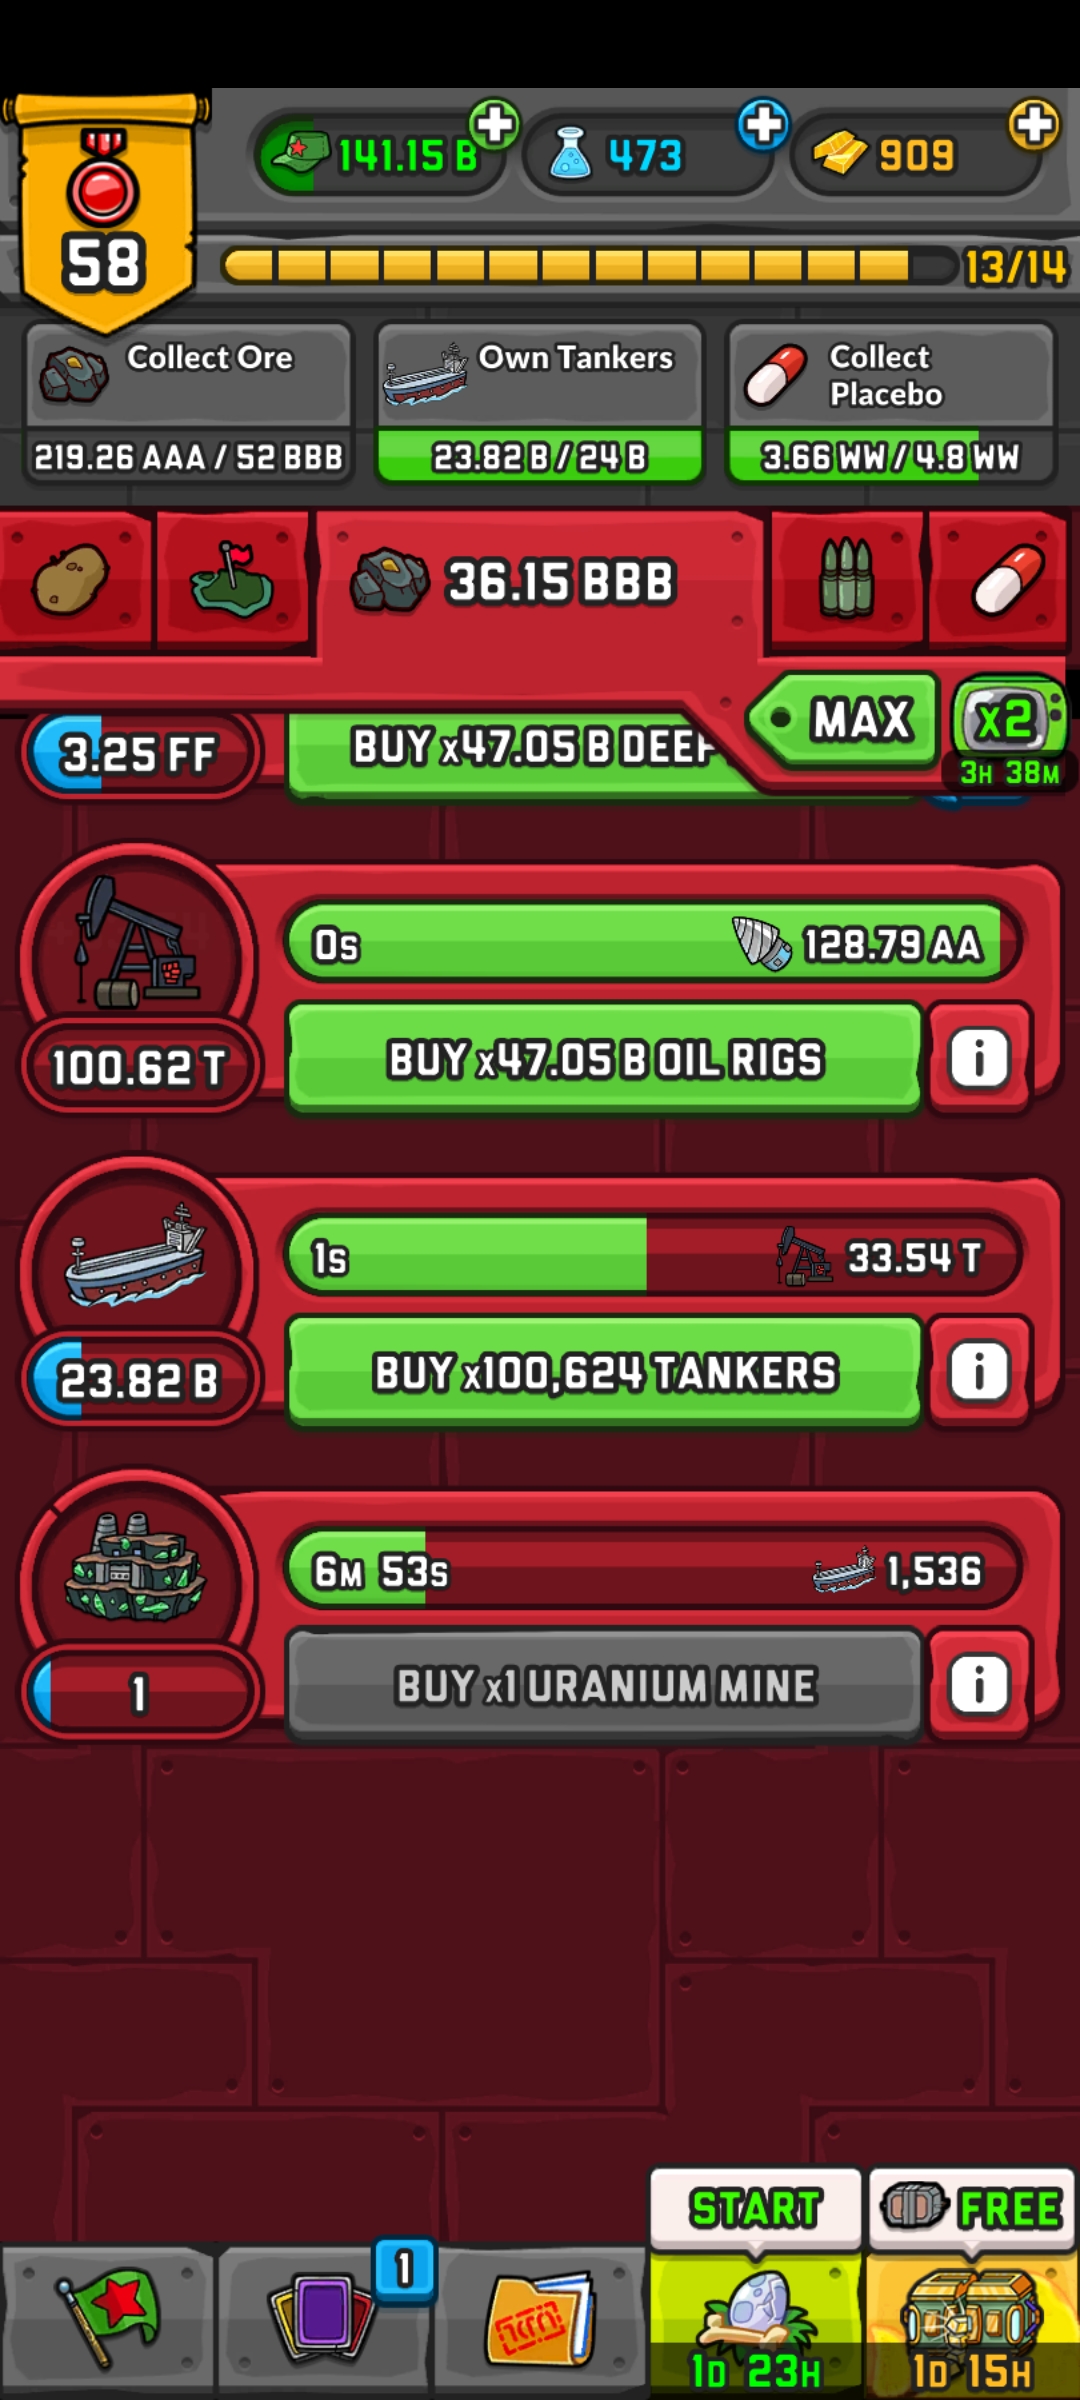 58
141.15 B
473
909
13/14
Collect Ore
219.26 AAA / 52 BBB
Own Tankers
23.82 B / 24 B
Collect
Placebo
3.66 WW / 4.8 WW
36.15 BBB
MAX
x2
3H 38M
3.25 FF
BUY x47.05 B DEEP
0s
128.79 AA
100.62 T
BUY x47.05 B OIL RIGS
i
1s
33.54 T
23.82 B
BUY x100,624 TANKERS
i
6M 53s
1,536
1
BUY x1 URANIUM MINE
i
START
FREE
1
1D 23H
1D 15H